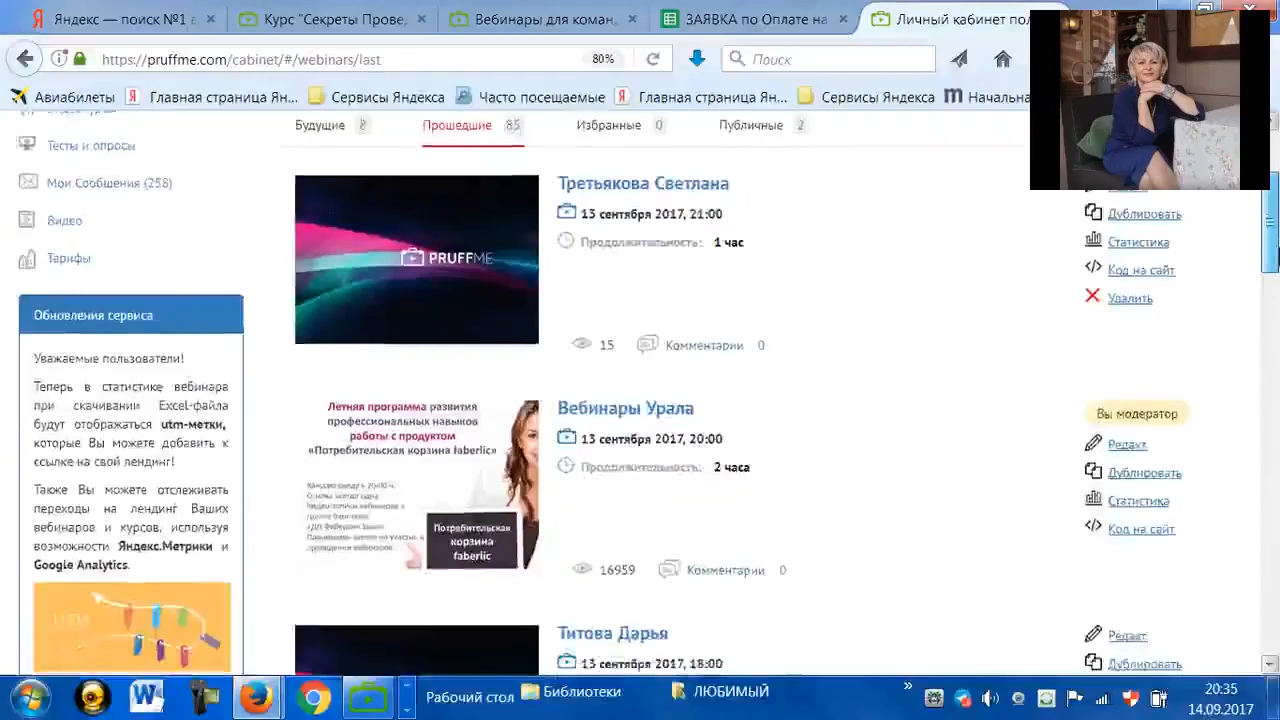 Яндекс — поиск №1 в
Курс "Секреты Прове
Вебинары для коман
ЗАЯВКА по Оплате на
Личный кабинет пол
https://pruffme.com/cabinet/#/webinars/last
80%
Поиск
Авиабилеты
Главная страница Ян...
Сервисы Яндекса
Часто посещаемые
Главная страница Ян...
Сервисы Яндекса
Начальна
Будущие 8
Прошедшие 85
Избранные 0
Публичные 2
Тесты и опросы
Мои Сообщения (258)
Видео
Тарифы
Обновления сервиса
Уважаемые пользователи!
Теперь в статистике вебинара
при скачивании Excel-файла
будут отображаться utm-метки,
которые Вы можете добавить к
ссылке на свой лендинг!
Также Вы можете отслеживать
переходы на лендинг Ваших
вебинаров и курсов, используя
возможности Яндекс.Метрики и
Google Analytics.
PRUFFME
Третьякова Светлана
13 сентября 2017, 21:00
Продолжительность: 1 час
15 Комментарии 0
Дублировать
Статистика
Код на сайт
Удалить
Летняя программа развития
профессиональных навыков
работы с продуктом
«Потребительская корзина faberlic»
Потребительская
корзина
faberlic
Вебинары Урала
13 сентября 2017, 20:00
Продолжительность: 2 часа
16959 Комментарии 0
Вы модератор
Редакт
Дублировать
Статистика
Код на сайт
Титова Дарья
13 сентября 2017, 18:00
Редакт
Дублировать
Рабочий стол
Библиотеки
ЛЮБИМЫЙ
20:35
14.09.2017